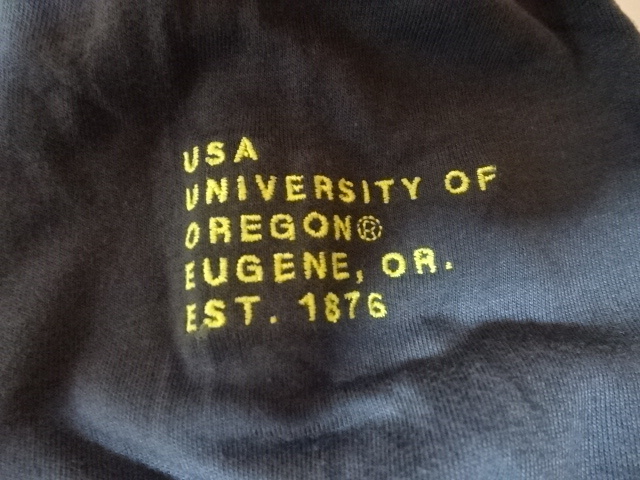 USA
UNIVERSITY OF
OREGON®
EUGENE, OR.
EST. 1876